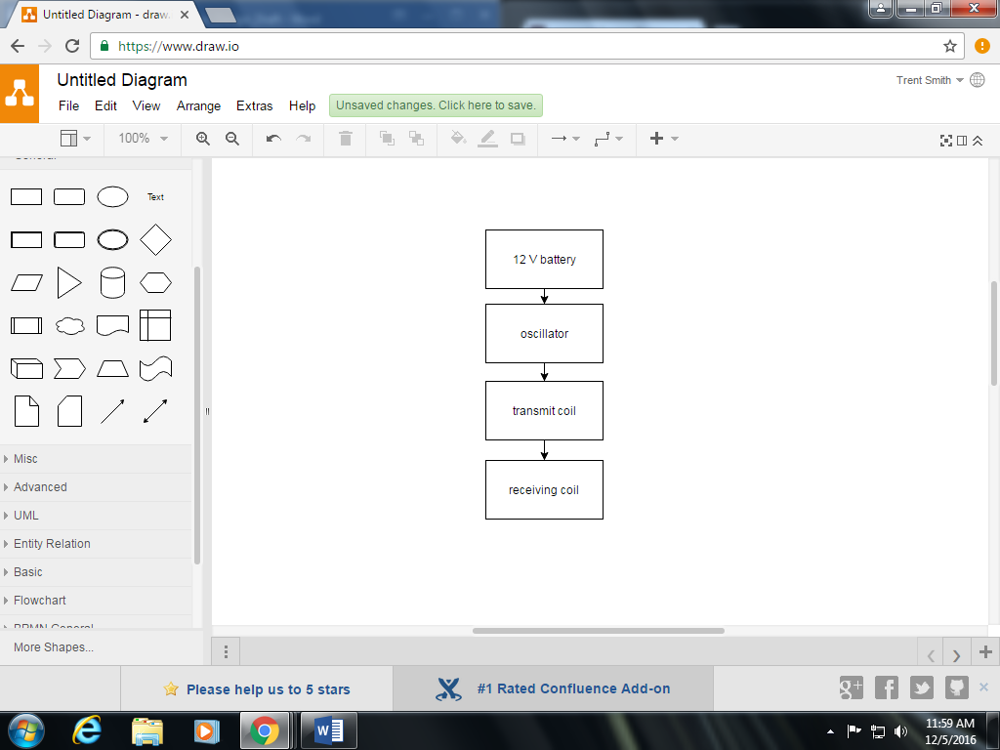 Untitled Diagram - draw.
https://www.draw.io
Untitled Diagram
Trent Smith
File Edit View Arrange Extras Help Unsaved changes. Click here to save.
100%
General
Text
12 V battery
oscillator
transmit coil
receiving coil
Misc
Advanced
UML
Entity Relation
Basic
Flowchart
BPMN General
More Shapes...
Please help us to 5 stars
#1 Rated Confluence Add-on
11:59 AM
12/5/2016